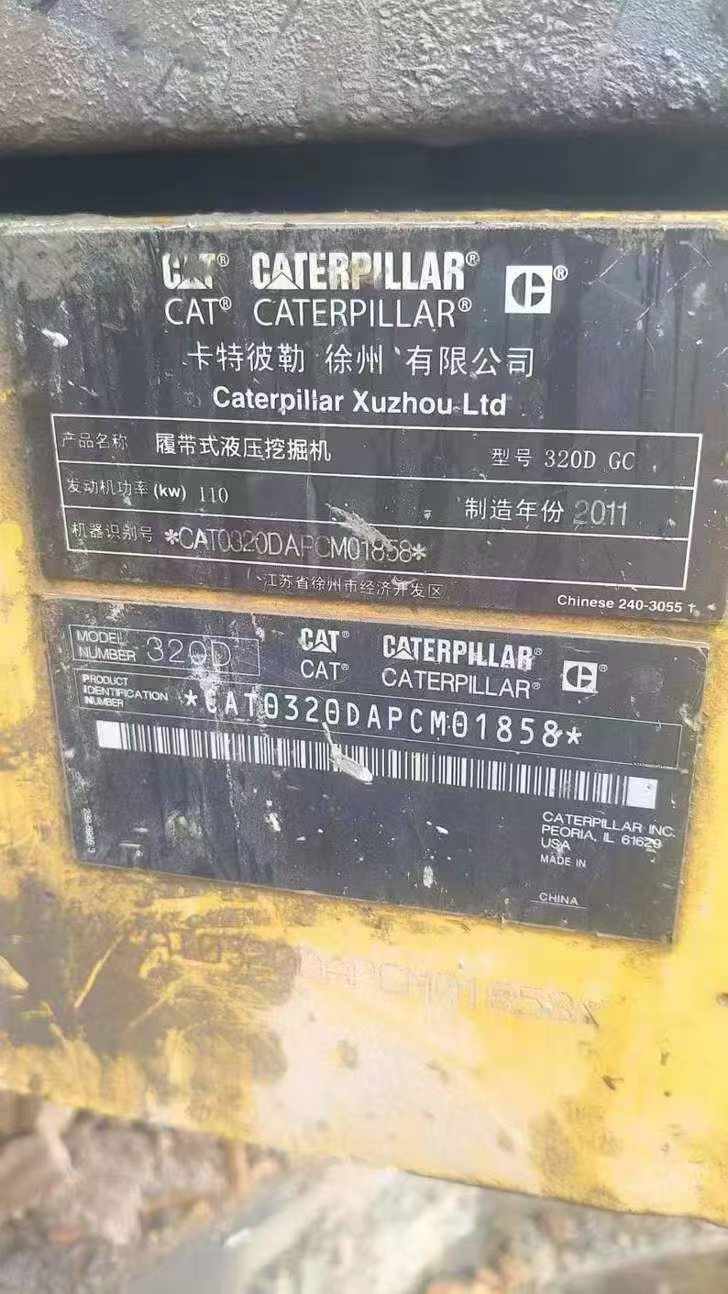 CAT® CATERPILLAR® C®
CAT® CATERPILLAR®
卡特彼勒 徐州 有限公司
Caterpillar Xuzhou Ltd
产品名称 履带式液压挖掘机 型号 320D GC
发动机功率(kw) 110 制造年份 2011
机器识别号 *CAT0320DAPCM01858*
江苏省徐州市经济开发区
Chinese 240-3055 1
MODEL NUMBER 320D
CAT® CATERPILLAR® C®
CAT® CATERPILLAR®
PRODUCT IDENTIFICATION NUMBER *CAT0320DAPCM01858*
CATERPILLAR INC.
PEORIA, IL 61629
USA
MADE IN
CHINA
DAPCM01858*